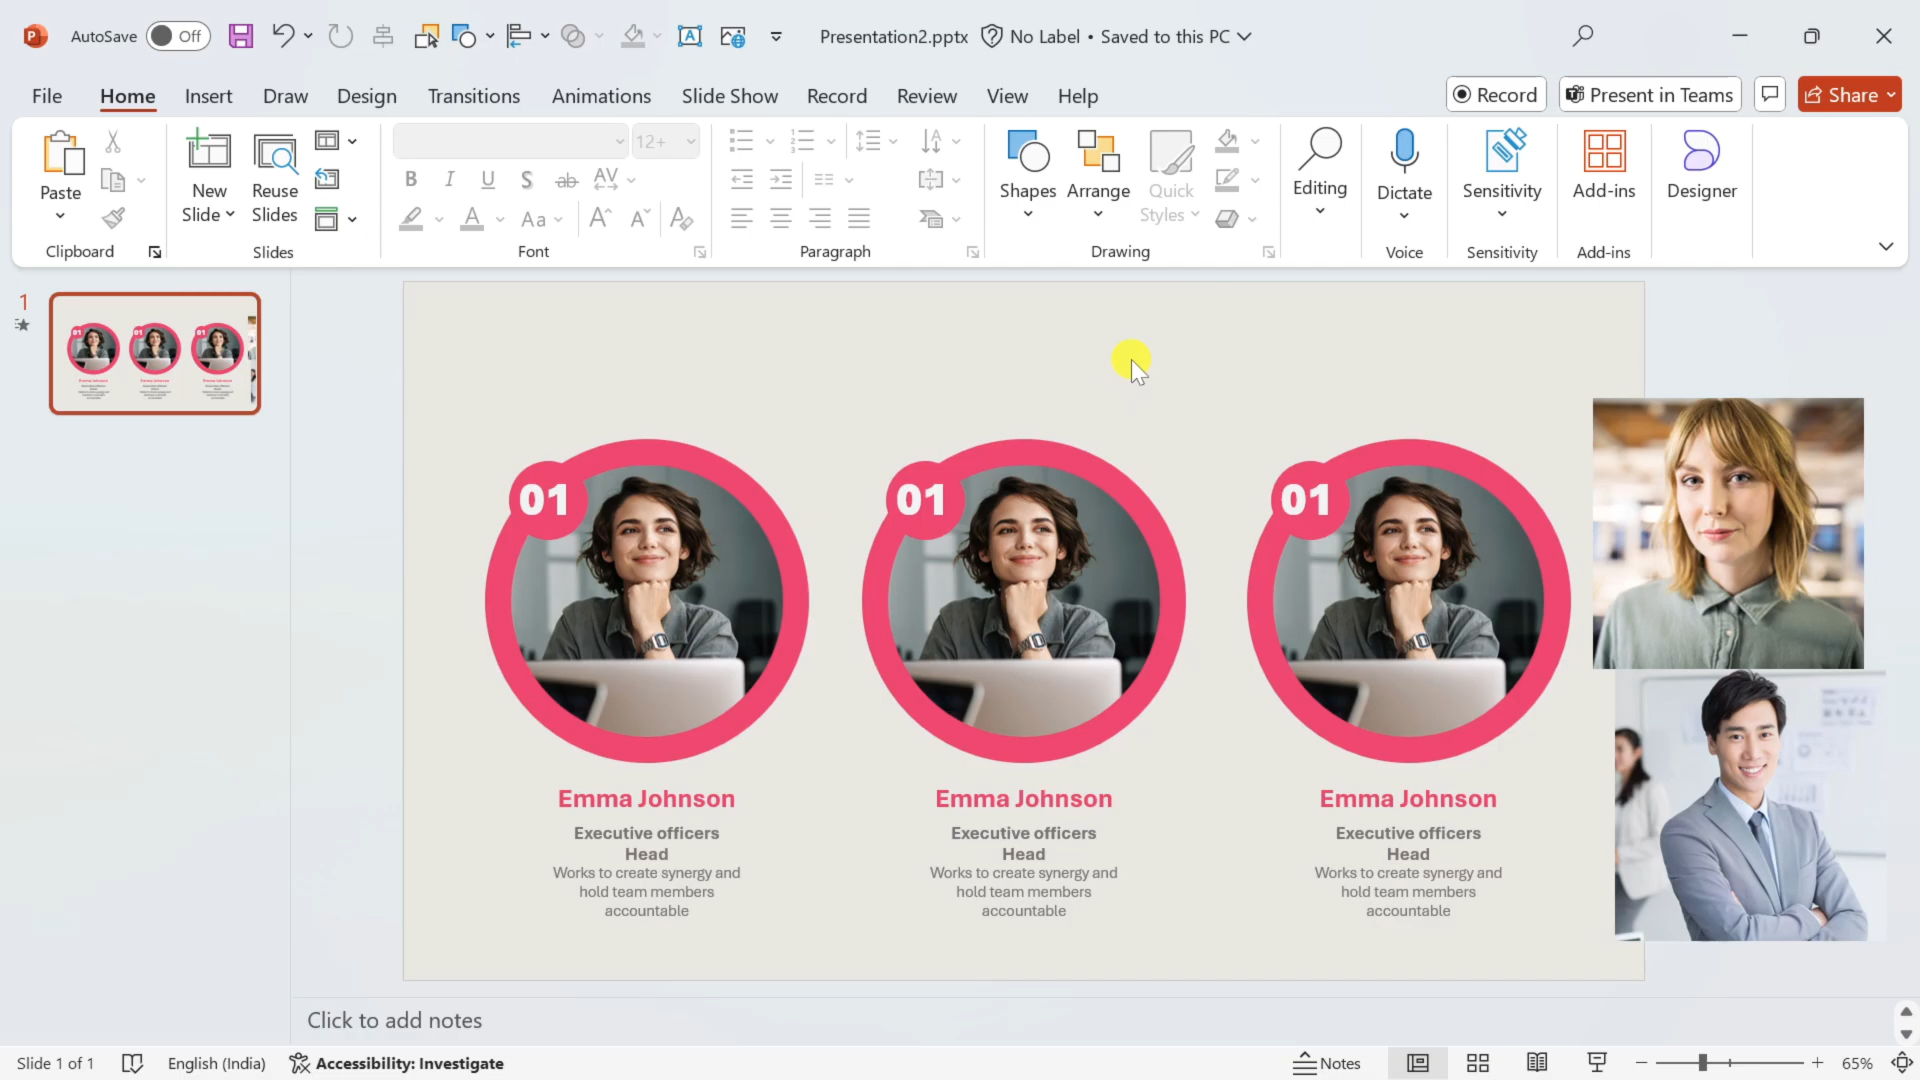 AutoSave Off Presentation2.pptx No Label • Saved to this PC
File Home Insert Draw Design Transitions Animations Slide Show Record Review View Help Record Present in Teams Share
Paste New Slide Reuse Slides 12+ Shapes Arrange Quick Styles Editing Dictate Sensitivity Add-ins Designer
Clipboard Slides Font Paragraph Drawing Voice Sensitivity Add-ins
1
01 01 01
Emma Johnson Emma Johnson Emma Johnson
Executive officers Executive officers Executive officers
Head Head Head
Works to create synergy and Works to create synergy and Works to create synergy and
hold team members hold team members hold team members
accountable accountable accountable
Click to add notes
Slide 1 of 1 English (India) Accessibility: Investigate Notes 65%